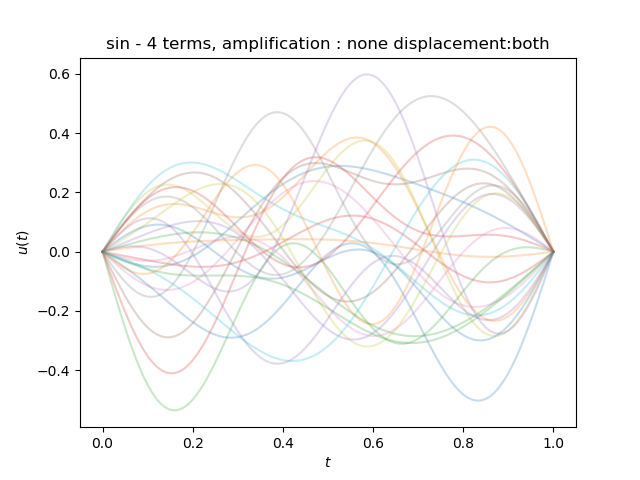 sin - 4 terms, amplification : none displacement:both
0.6
0.4
0.2
0.0
−0.2
−0.4
u(t)
0.0 0.2 0.4 0.6 0.8 1.0
t